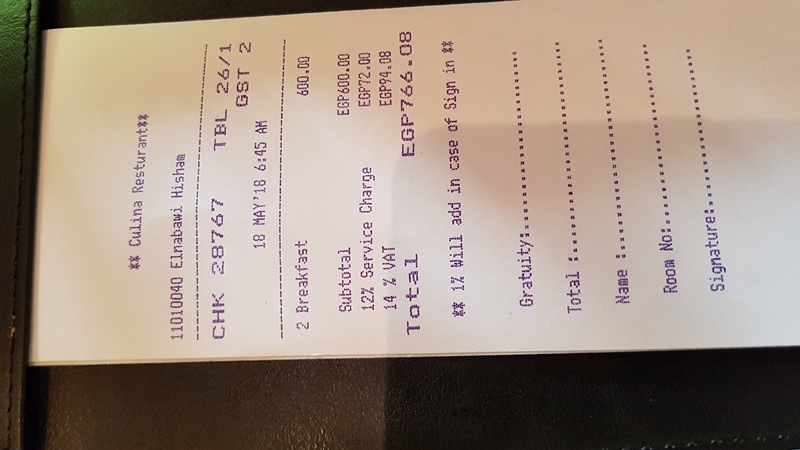 ** Culina Resturant**
11010040 Elnabawi Hisham
CHK 28767 TBL 26/1
GST 2
18 MAY'18 6:45 AM
2 Breakfast 600.00
Subtotal EGP600.00
12% Service Charge EGP72.00
14 % VAT EGP94.08
Total EGP766.08
** 1% Will add in case of Sign in **
Gratuity:
Total :
Name :
Room No:
Signature: